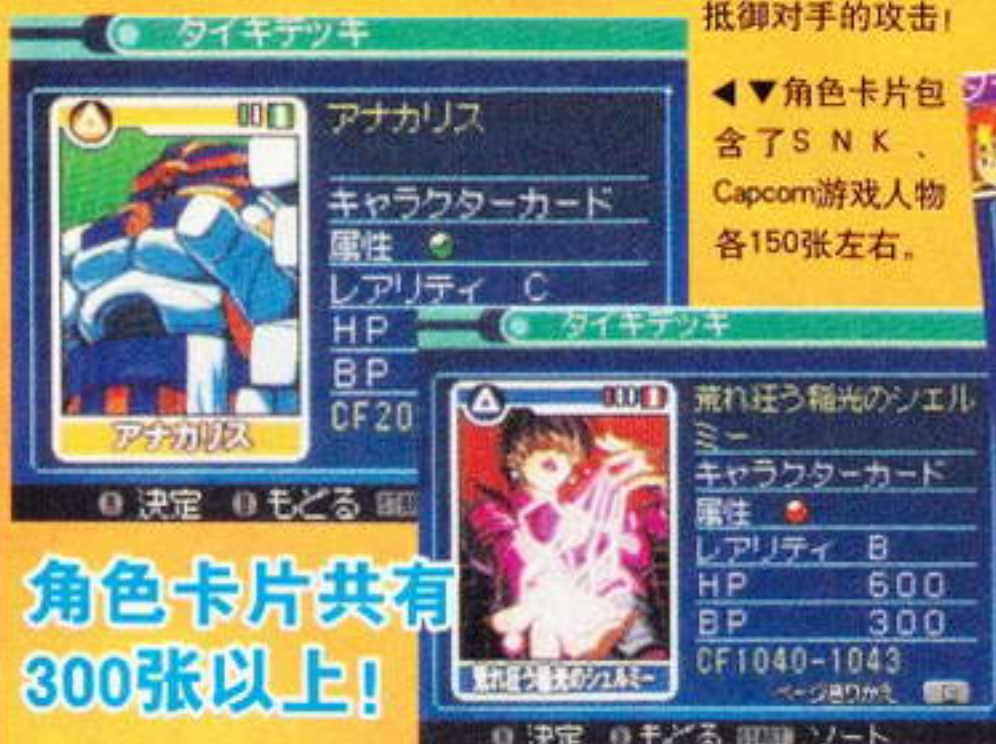 抵御对手的攻击!
◀▼角色卡片包
含了SNK、
Capcom游戏人物
各150张左右。
タイキデッキ
アナカリス
キャラクターカード
属性
レアリティ C
HP
BP
CF20
アナカリス
決定 もどる
タイキデッキ
荒れ狂う稲光のシェル
ミー
キャラクターカード
属性
レアリティ B
HP 600
BP 300
CF1040-1043
ページきりかえ
荒れ狂う稲光のシェルミー
決定 もどる ソート
角色卡片共有
300张以上!